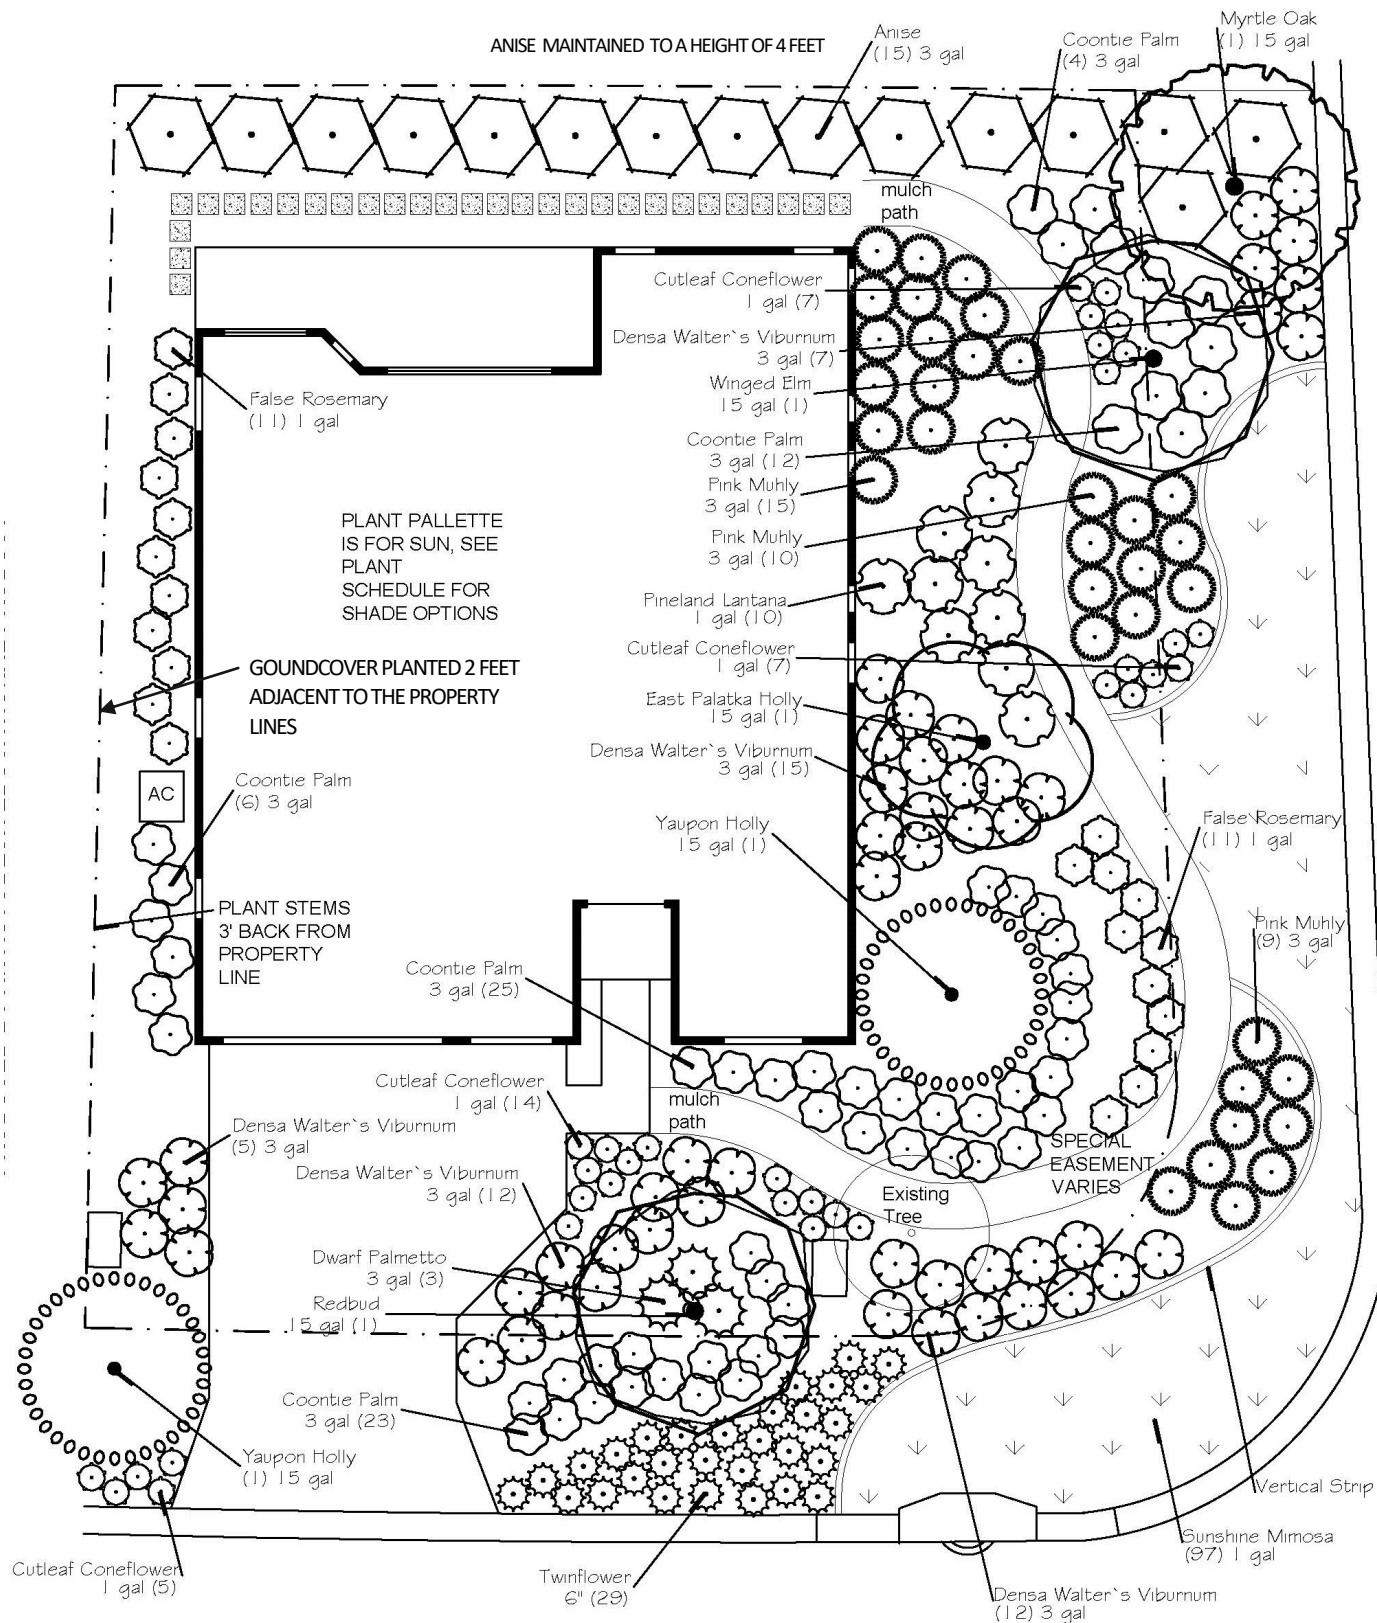 ANISE MAINTAINED TO A HEIGHT OF 4 FEET
Anise
(15) 3 gal
Coontie Palm
(4) 3 gal
Myrtle Oak
(1) 15 gal
mulch
path
Cutleaf Coneflower
1 gal (7)
Densa Walter`s Viburnum
3 gal (7)
Winged Elm
15 gal (1)
Coontie Palm
3 gal (12)
Pink Muhly
3 gal (15)
Pink Muhly
3 gal (10)
Pineland Lantana
1 gal (10)
Cutleaf Coneflower
1 gal (7)
East Palatka Holly
15 gal (1)
Densa Walter`s Viburnum
3 gal (15)
Yaupon Holly
15 gal (1)
False Rosemary
(11) 1 gal
PLANT PALLETTE
IS FOR SUN, SEE
PLANT
SCHEDULE FOR
SHADE OPTIONS
GOUNDCOVER PLANTED 2 FEET
ADJACENT TO THE PROPERTY
LINES
AC
Coontie Palm
(6) 3 gal
PLANT STEMS
3' BACK FROM
PROPERTY
LINE
Coontie Palm
3 gal (25)
False Rosemary
(11) 1 gal
Pink Muhly
(9) 3 gal
Cutleaf Coneflower
1 gal (14)
mulch
path
Densa Walter`s Viburnum
(5) 3 gal
Densa Walter`s Viburnum
3 gal (12)
SPECIAL
EASEMENT
VARIES
Existing
Tree
Dwarf Palmetto
3 gal (3)
Redbud
15 gal (1)
Coontie Palm
3 gal (23)
Yaupon Holly
(1) 15 gal
Vertical Strip
Sunshine Mimosa
(97) 1 gal
Cutleaf Coneflower
1 gal (5)
Twinflower
6" (29)
Densa Walter`s Viburnum
(12) 3 gal